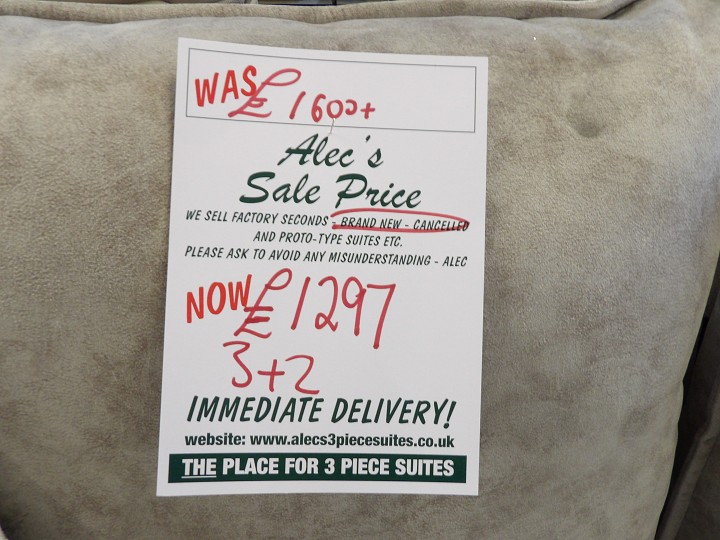 WAS £1600+
Alec's
Sale Price
WE SELL FACTORY SECONDS - BRAND NEW - CANCELLED
AND PROTO-TYPE SUITES ETC.
PLEASE ASK TO AVOID ANY MISUNDERSTANDING - ALEC
NOW £1297
3+2
IMMEDIATE DELIVERY!
website: www.alecs3piecesuites.co.uk
THE PLACE FOR 3 PIECE SUITES